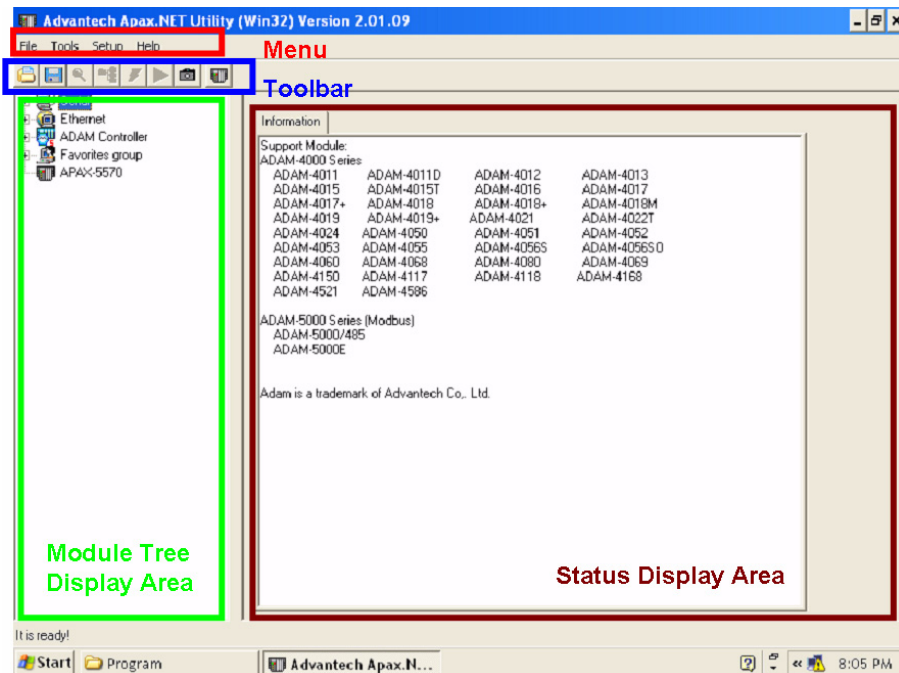 Advantech Apax.NET Utility (Win32) Version 2.01.09
File Tools Setup Help
Menu
Toolbar
Ethernet
ADAM Controller
Favorites group
APAX-5570
Information
Support Module:
ADAM-4000 Series
ADAM-4011 ADAM-4011D ADAM-4012 ADAM-4013
ADAM-4015 ADAM-4015T ADAM-4016 ADAM-4017
ADAM-4017+ ADAM-4018 ADAM-4018+ ADAM-4018M
ADAM-4019 ADAM-4019+ ADAM-4021 ADAM-4022T
ADAM-4024 ADAM-4050 ADAM-4051 ADAM-4052
ADAM-4053 ADAM-4055 ADAM-4056S ADAM-4056SO
ADAM-4060 ADAM-4068 ADAM-4080 ADAM-4069
ADAM-4150 ADAM-4117 ADAM-4118 ADAM-4168
ADAM-4521 ADAM-4586
ADAM-5000 Series (Modbus)
ADAM-5000/485
ADAM-5000E
Adam is a trademark of Advantech Co,. Ltd.
Module Tree
Display Area
Status Display Area
It is ready!
Start Program Advantech Apax.N... 8:05 PM